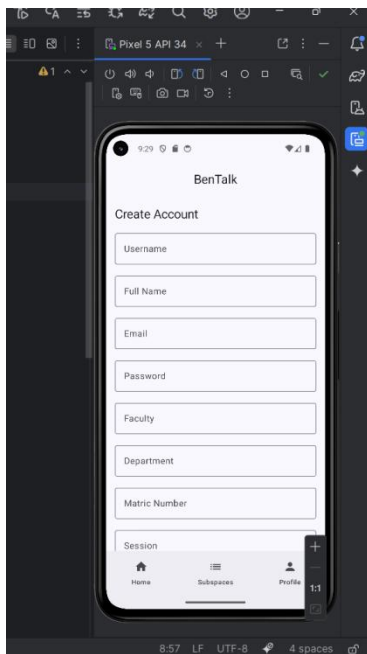 Pixel 5 API 34
1
9:29
BenTalk
Create Account
Username
Full Name
Email
Password
Faculty
Department
Matric Number
Session
Home
Subspaces
Profile
1:1
8:57 LF UTF-8 4 spaces